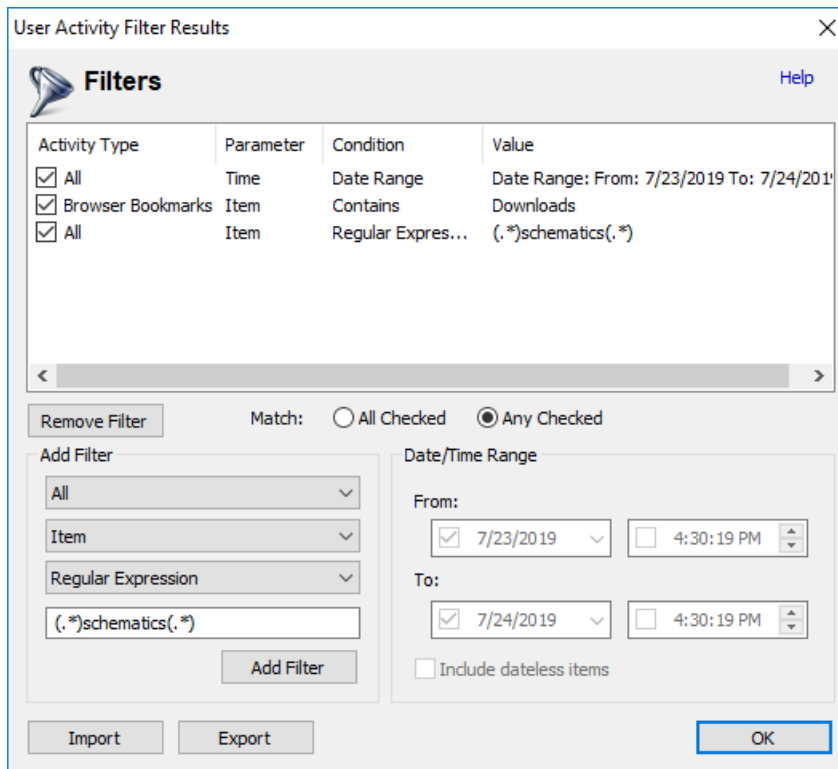 User Activity Filter Results
Filters
Help
Activity Type Parameter Condition Value
All Time Date Range Date Range: From: 7/23/2019 To: 7/24/201
Browser Bookmarks Item Contains Downloads
All Item Regular Expres... (.*)schematics(.*)
Remove Filter Match: All Checked Any Checked
Add Filter Date/Time Range
All
From:
Item 7/23/2019 4:30:19 PM
Regular Expression To:
(.*)schematics(.*) 7/24/2019 4:30:19 PM
Add Filter Include dateless items
Import Export OK